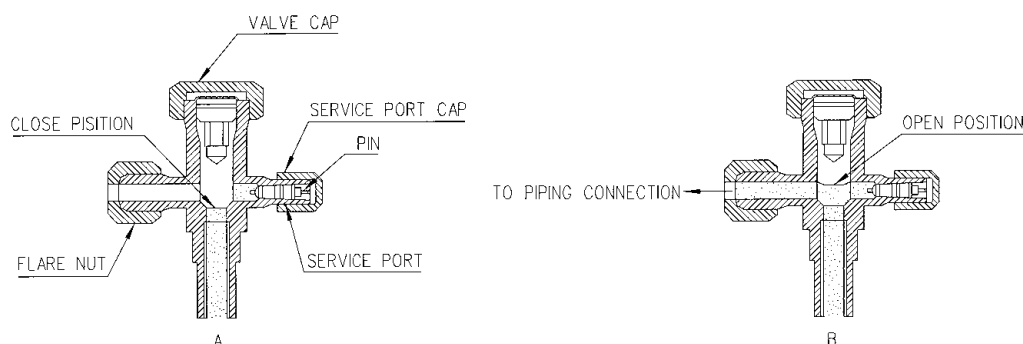 VALVE CAP
SERVICE PORT CAP
CLOSE PISITION
PIN
FLARE NUT
SERVICE PORT
A
OPEN POSITION
TO PIPING CONNECTION
B